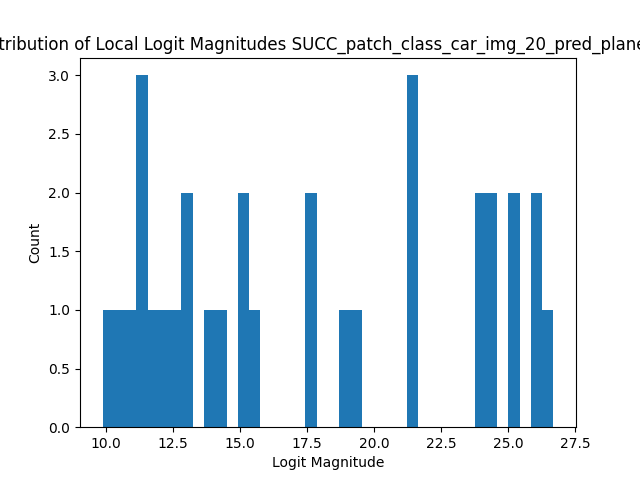 tribution of Local Logit Magnitudes SUCC_patch_class_car_img_20_pred_plane
3.0
2.5
2.0
1.5
1.0
0.5
0.0
Count
10.0 12.5 15.0 17.5 20.0 22.5 25.0 27.5
Logit Magnitude